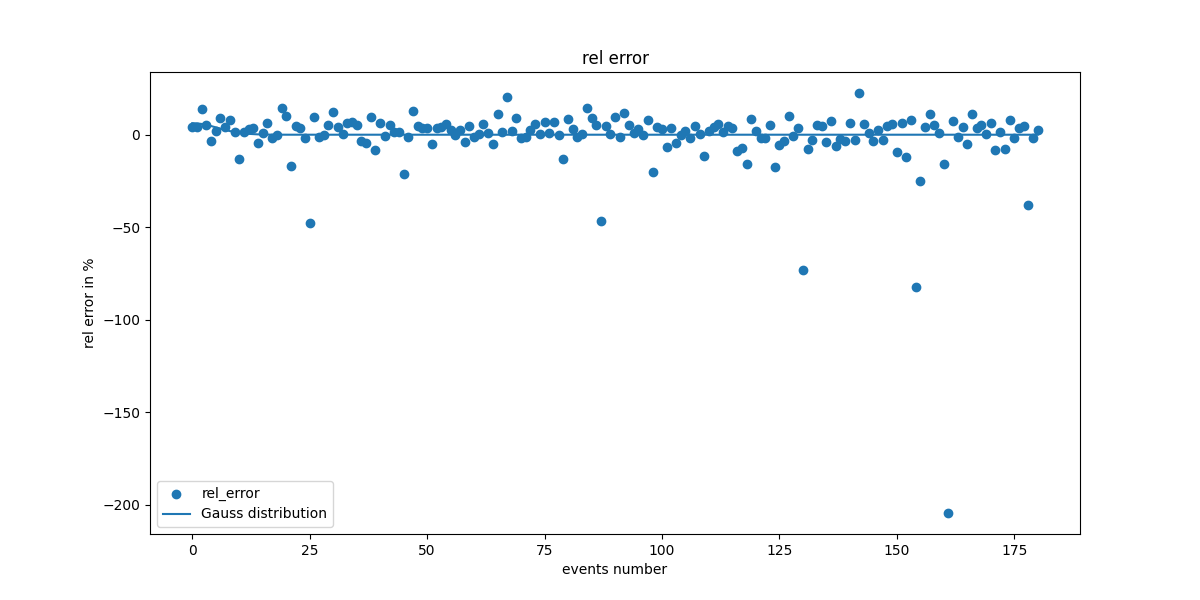 rel error
rel error in %
0
−50
−100
−150
−200
rel_error
Gauss distribution
0 25 50 75 100 125 150 175
events number